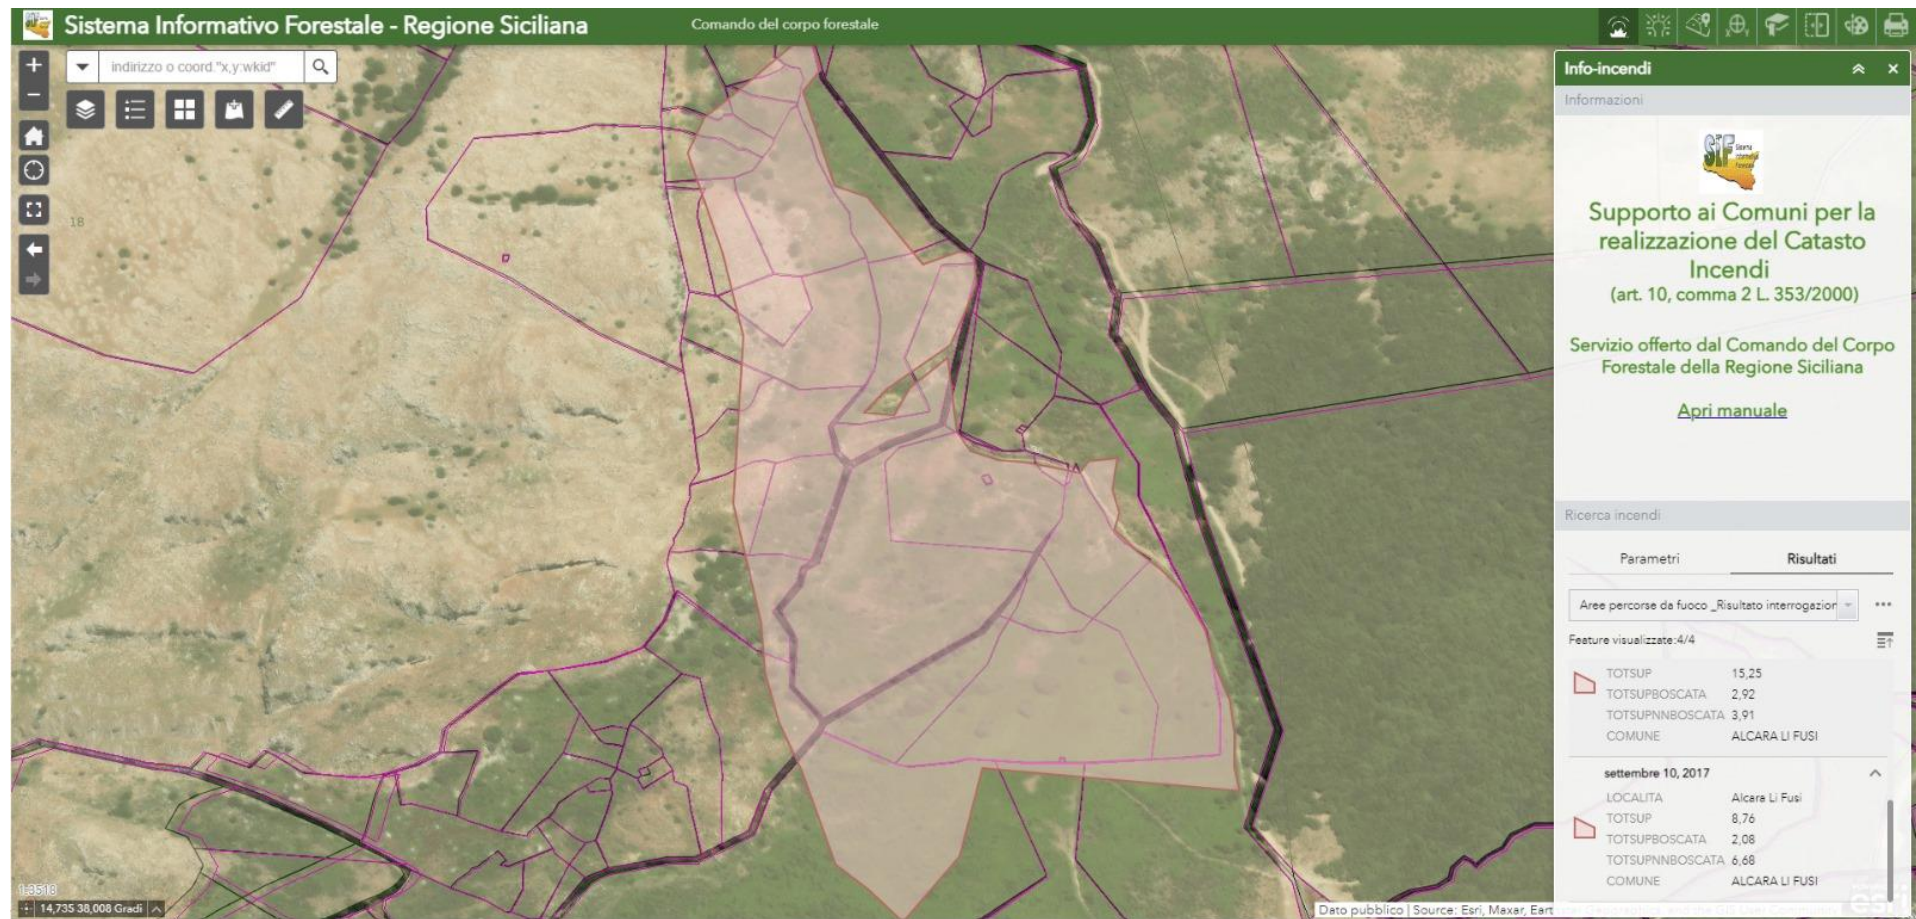 Sistema Informativo Forestale - Regione Siciliana
Comando del corpo forestale
+
indirizzo o coord."x,y:wkid"
−
18
Info-incendi
Informazioni
SIF
Supporto ai Comuni per la
realizzazione del Catasto
Incendi
(art. 10, comma 2 L. 353/2000)
Servizio offerto dal Comando del Corpo
Forestale della Regione Siciliana
Apri manuale
Ricerca incendi
Parametri Risultati
Aree percorse da fuoco _Risultato interrogazion
Feature visualizzate:4/4
TOTSUP 15,25
TOTSUPBOSCATA 2,92
TOTSUPNNBOSCATA 3,91
COMUNE ALCARA LI FUSI
settembre 10, 2017
LOCALITA Alcara Li Fusi
TOTSUP 8,76
TOTSUPBOSCATA 2,08
TOTSUPNNBOSCATA 6,68
COMUNE ALCARA LI FUSI
1:3518
14,735 38,008 Gradi
Dato pubblico | Source: Esri, Maxar, Eart
esri